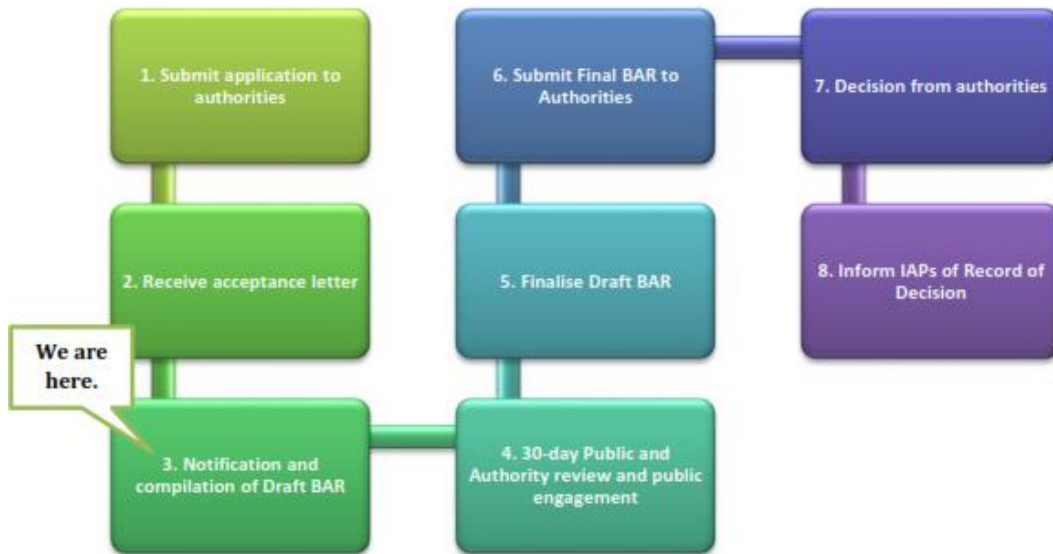 1. Submit application to
authorities
2. Receive acceptance letter
We are
here.
3. Notification and
compilation of Draft BAR
4. 30-day Public and
Authority review and public
engagement
5. Finalise Draft BAR
6. Submit Final BAR to
Authorities
7. Decision from authorities
8. Inform IAPs of Record of
Decision